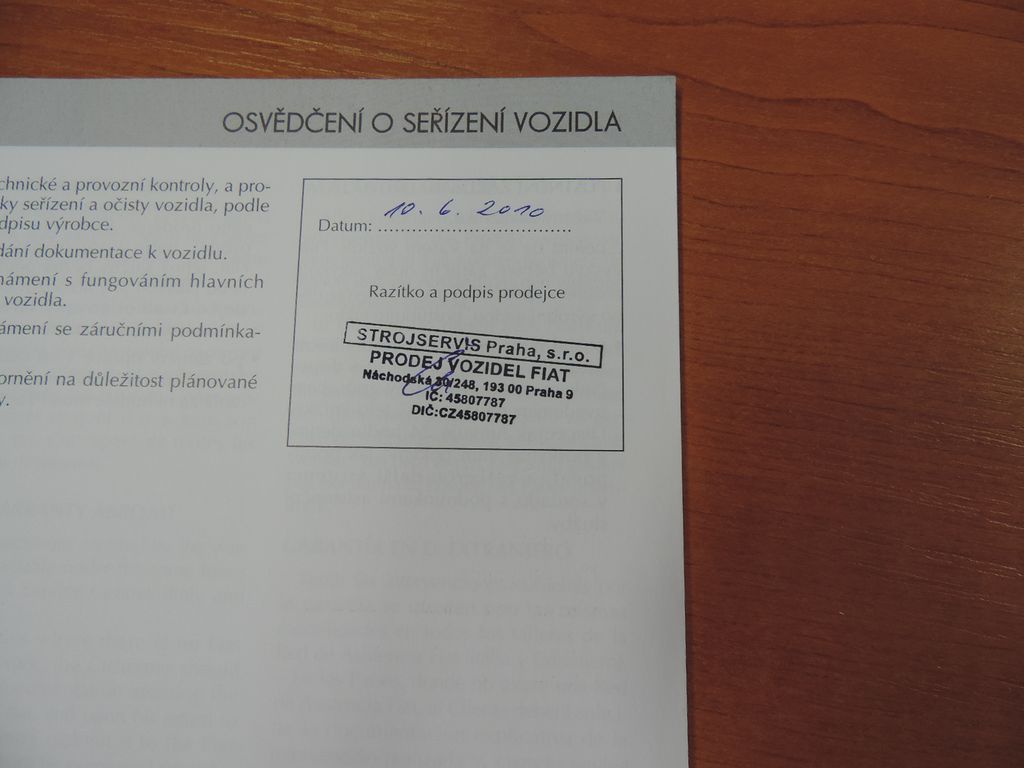 OSVĚDČENÍ O SEŘÍZENÍ VOZIDLA
chnické a provozní kontroly, a pro-
ky seřízení a očisty vozidla, podle
dpisu výrobce.
dání dokumentace k vozidlu.
námení s fungováním hlavních
vozidla.
ámení se záručními podmínka-
ornění na důležitost plánované
y.
Datum: 10. 6. 2010
Razítko a podpis prodejce
STROJSERVIS Praha, s.r.o.
PRODEJ VOZIDEL FIAT
Náchodská 30/248, 193 00 Praha 9
IČ: 45807787
DIČ:CZ45807787